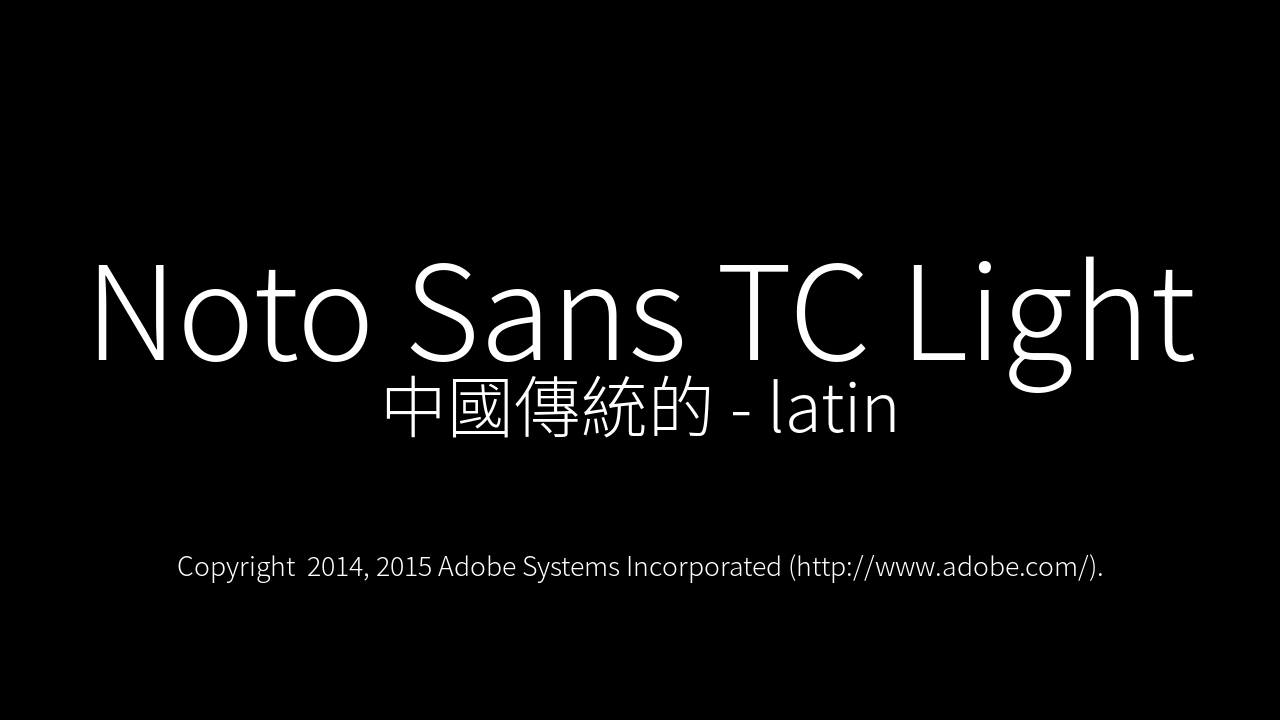 Noto Sans TC Light
中國傳統的 - latin
Copyright  2014, 2015 Adobe Systems Incorporated (http://www.adobe.com/).